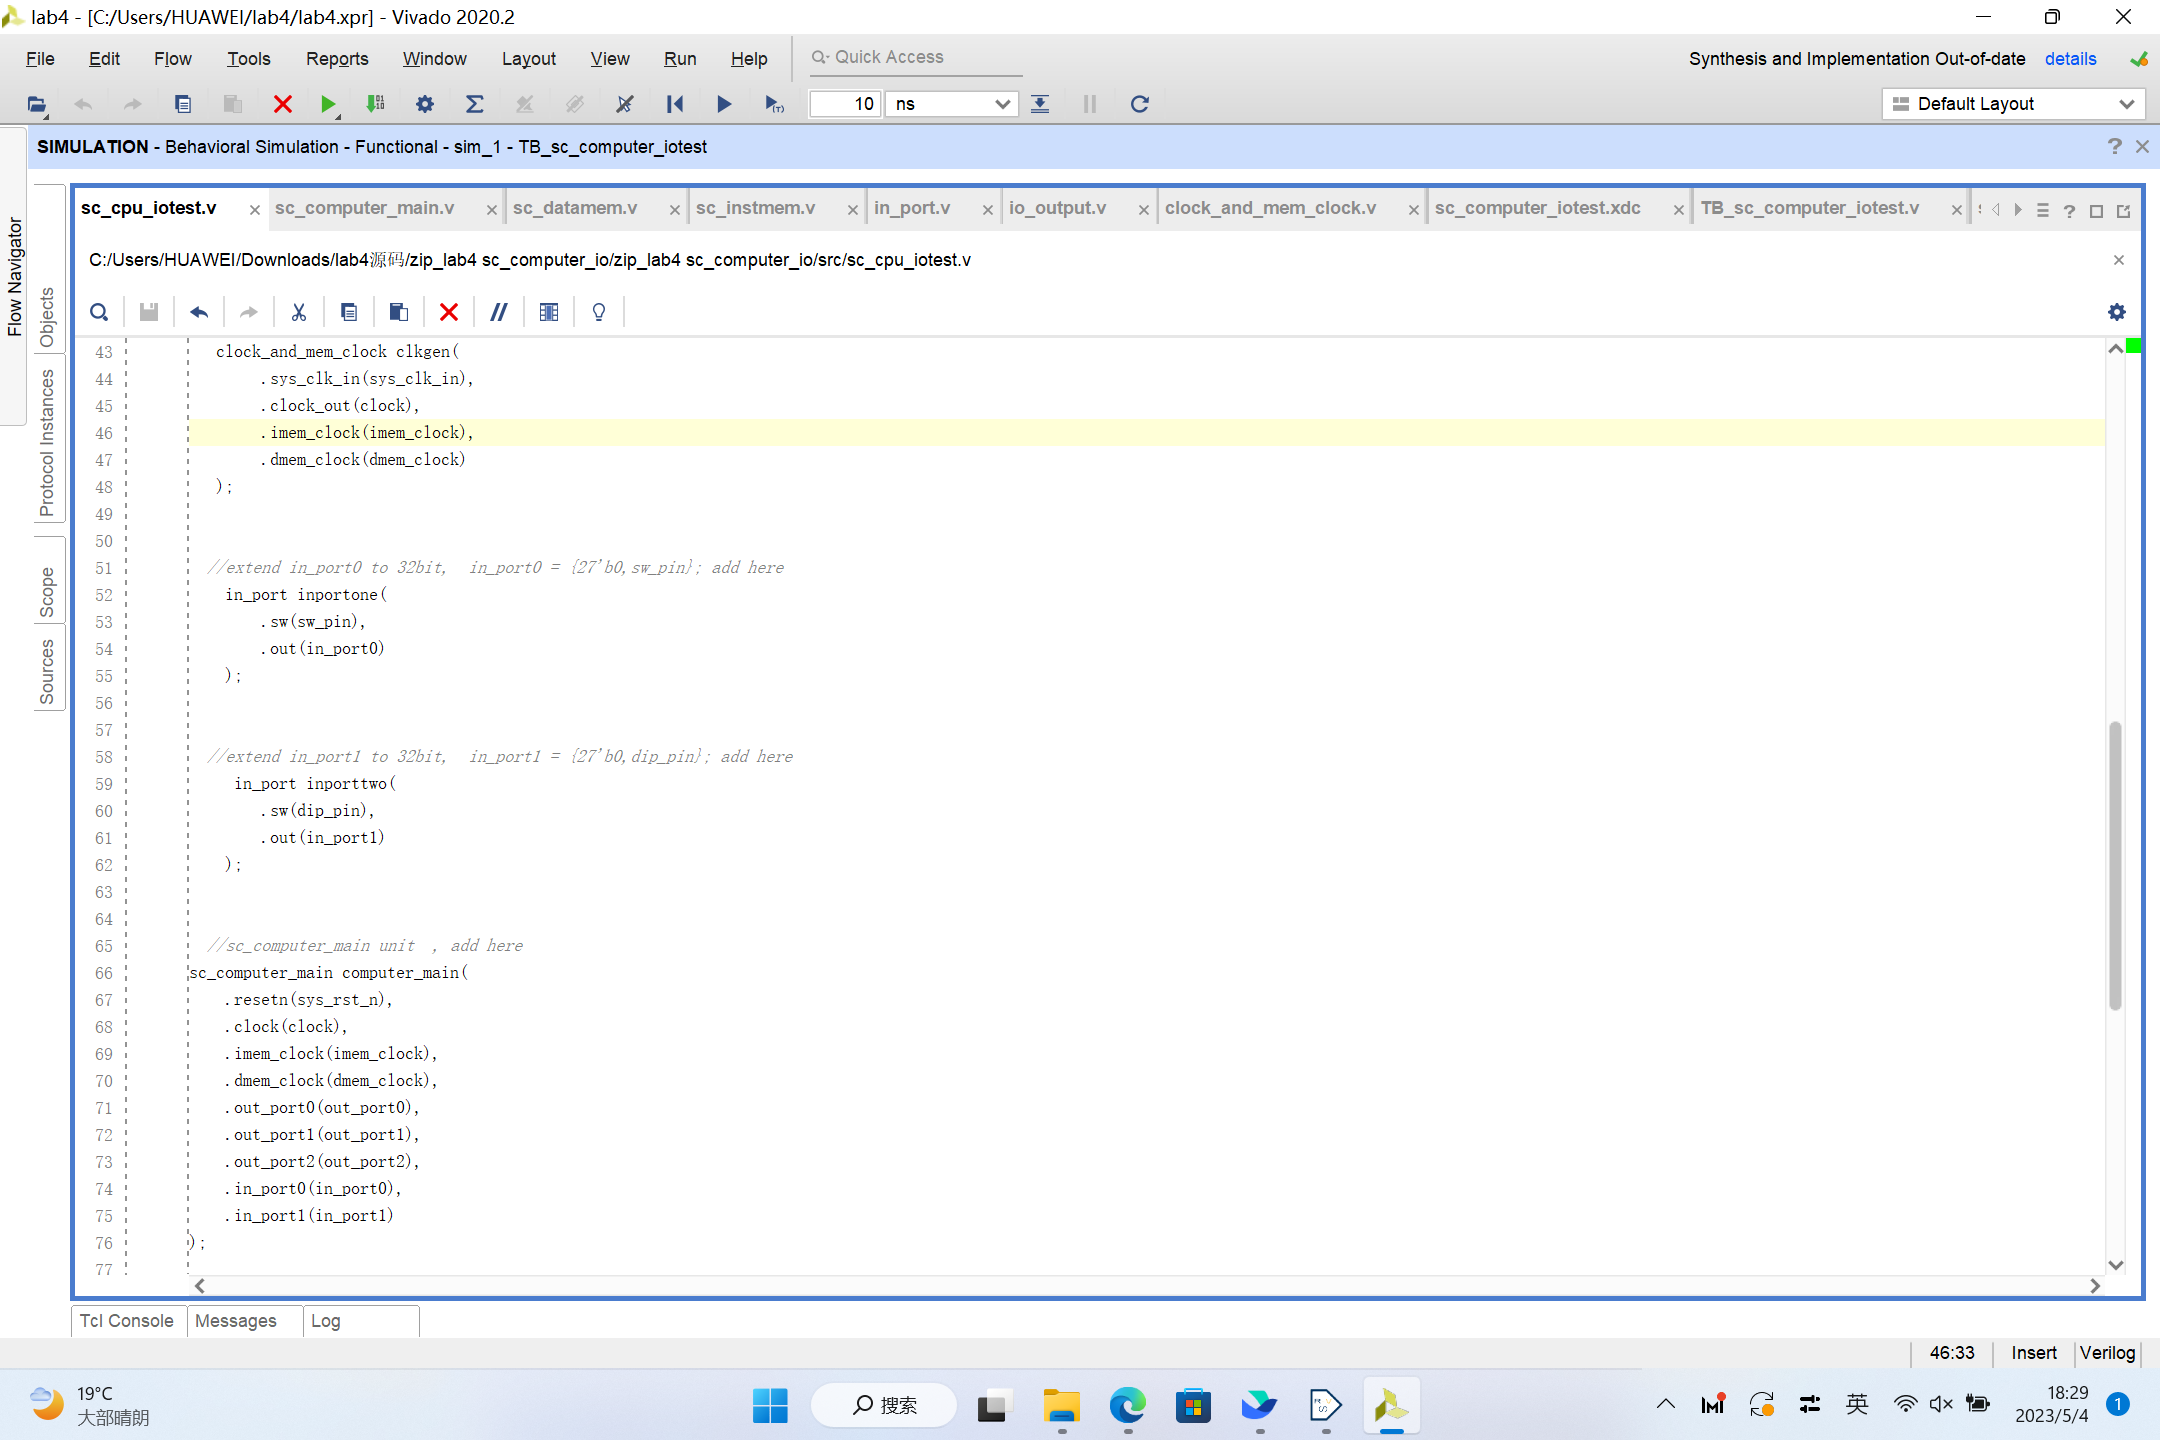 lab4 - [C:/Users/HUAWEI/lab4/lab4.xpr] - Vivado 2020.2
File Edit Flow Tools Reports Window Layout View Run Help Quick Access Synthesis and Implementation Out-of-date details
10 ns Default Layout
SIMULATION - Behavioral Simulation - Functional - sim_1 - TB_sc_computer_iotest
Flow Navigator
Objects
Protocol Instances
Scope
Sources
sc_cpu_iotest.v sc_computer_main.v sc_datamem.v sc_instmem.v in_port.v io_output.v clock_and_mem_clock.v sc_computer_iotest.xdc TB_sc_computer_iotest.v
C:/Users/HUAWEI/Downloads/lab4源码/zip_lab4 sc_computer_io/zip_lab4 sc_computer_io/src/sc_cpu_iotest.v
43 clock_and_mem_clock clkgen(
44 .sys_clk_in(sys_clk_in),
45 .clock_out(clock),
46 .imem_clock(imem_clock),
47 .dmem_clock(dmem_clock)
48 );
49
50
51 //extend in_port0 to 32bit, in_port0 = {27'b0,sw_pin}; add here
52 in_port inportone(
53 .sw(sw_pin),
54 .out(in_port0)
55 );
56
57
58 //extend in_port1 to 32bit, in_port1 = {27'b0,dip_pin}; add here
59 in_port inporttwo(
60 .sw(dip_pin),
61 .out(in_port1)
62 );
63
64
65 //sc_computer_main unit , add here
66 sc_computer_main computer_main(
67 .resetn(sys_rst_n),
68 .clock(clock),
69 .imem_clock(imem_clock),
70 .dmem_clock(dmem_clock),
71 .out_port0(out_port0),
72 .out_port1(out_port1),
73 .out_port2(out_port2),
74 .in_port0(in_port0),
75 .in_port1(in_port1)
76 );
77
Tcl Console Messages Log
46:33 Insert Verilog
19°C
大部晴朗
搜索
英
18:29
2023/5/4
1